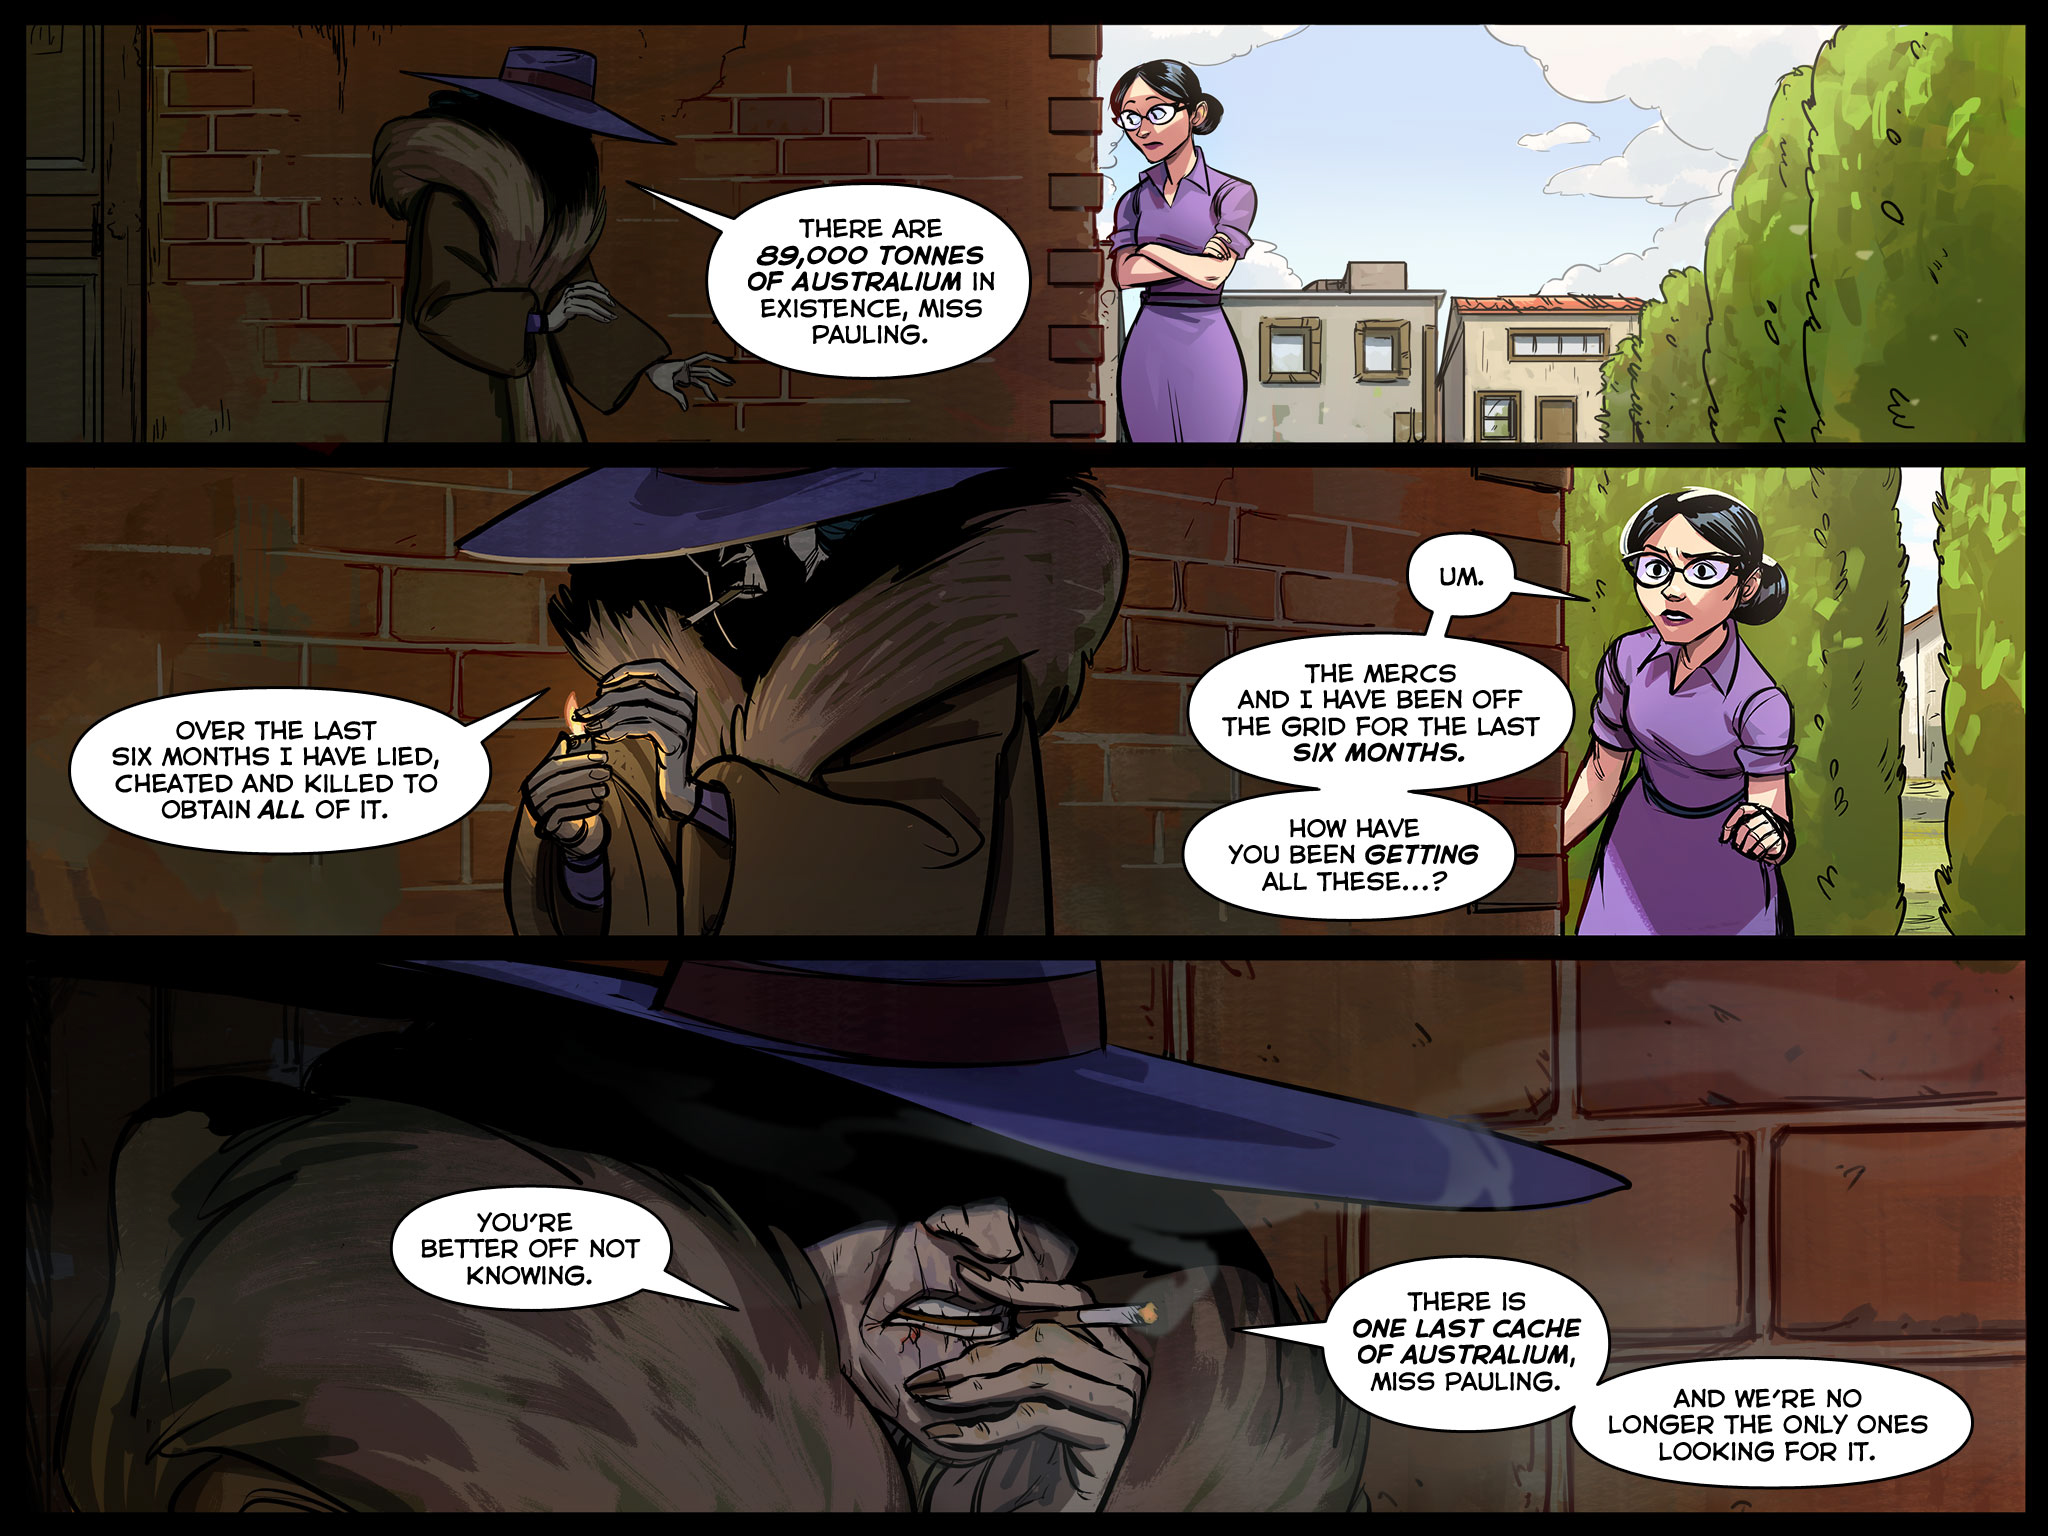 THERE ARE
89,000 TONNES
OF AUSTRALIUM IN
EXISTENCE, MISS
PAULING.
OVER THE LAST
SIX MONTHS I HAVE LIED,
CHEATED AND KILLED TO
OBTAIN ALL OF IT.
UM.
THE MERCS
AND I HAVE BEEN OFF
THE GRID FOR THE LAST
SIX MONTHS.
HOW HAVE
YOU BEEN GETTING
ALL THESE...?
YOU'RE
BETTER OFF NOT
KNOWING.
THERE IS
ONE LAST CACHE
OF AUSTRALIUM,
MISS PAULING.
AND WE'RE NO
LONGER THE ONLY ONES
LOOKING FOR IT.